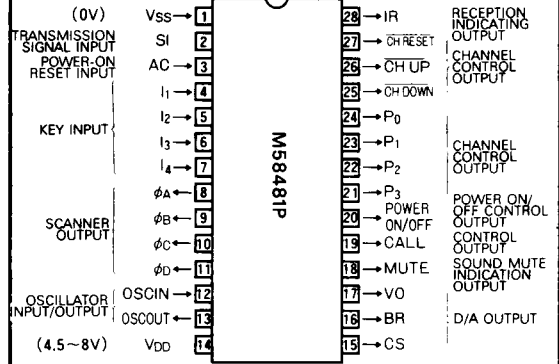 (0V) VSS 1
TRANSMISSION SIGNAL INPUT SI 2
POWER-ON RESET INPUT AC 3
KEY INPUT
I1 4
I2 5
I3 6
I4 7
SCANNER OUTPUT
φA 8
φB 9
φC 10
φD 11
OSCILLATOR INPUT/OUTPUT
OSCIN 12
OSCOUT 13
(4.5~8V) VDD 14
M58481P
28 IR RECEPTION INDICATING OUTPUT
27 CH RESET
26 CH UP
25 CH DOWN
CHANNEL CONTROL OUTPUT
24 P0
23 P1
22 P2
21 P3
CHANNEL CONTROL OUTPUT
20 POWER ON/OFF POWER ON/OFF CONTROL OUTPUT
19 CALL CONTROL OUTPUT
18 MUTE SOUND MUTE INDICATION OUTPUT
17 VO
16 BR
15 CS
D/A OUTPUT